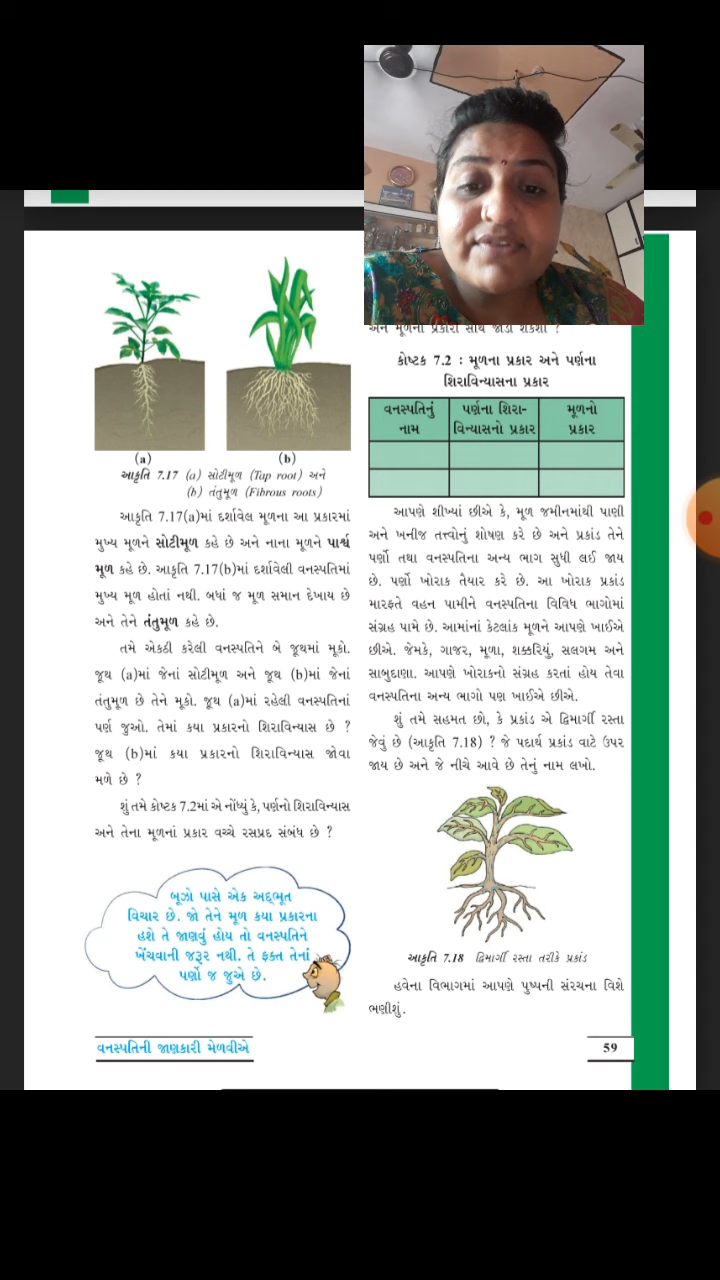 (a)
(b)
આકૃતિ 7.17 (a) સોટીમૂળ (Tap root) અને
(b) તંતુમૂળ (Fibrous roots)
આકૃતિ 7.17(a)માં દર્શાવેલ મૂળના આ પ્રકારમાં
મુખ્ય મૂળને સોટીમૂળ કહે છે અને નાના મૂળને પાર્શ્વ
મૂળ કહે છે. આકૃતિ 7.17(b)માં દર્શાવેલી વનસ્પતિમાં
મુખ્ય મૂળ હોતાં નથી. બધાં જ મૂળ સમાન દેખાય છે
અને તેને તંતુમૂળ કહે છે.
તમે એકઠી કરેલી વનસ્પતિને બે જૂથમાં મૂકો.
જૂથ (a)માં જેનાં સોટીમૂળ અને જૂથ (b)માં જેનાં
તંતુમૂળ છે તેને મૂકો. જૂથ (a)માં રહેલી વનસ્પતિનાં
પર્ણ જુઓ. તેમાં કયા પ્રકારનો શિરાવિન્યાસ છે ?
જૂથ (b)માં કયા પ્રકારનો શિરાવિન્યાસ જોવા
મળે છે ?
શું તમે કોષ્ટક 7.2માં એ નોંધ્યું કે, પર્ણનો શિરાવિન્યાસ
અને તેના મૂળનાં પ્રકાર વચ્ચે રસપ્રદ સંબંધ છે ?
બૂઝો પાસે એક અદ્ભૂત
વિચાર છે. જો તેને મૂળ કયા પ્રકારના
હશે તે જાણવું હોય તો વનસ્પતિને
ખેંચવાની જરૂર નથી. તે ફક્ત તેનાં
પર્ણો જ જુએ છે.
વનસ્પતિની જાણકારી મેળવીએ
અને મૂળના પ્રકારો સાથે જોડી શકશો ?
કોષ્ટક 7.2 : મૂળના પ્રકાર અને પર્ણના
શિરાવિન્યાસના પ્રકાર
વનસ્પતિનું પર્ણના શિરા- મૂળનો
નામ વિન્યાસનો પ્રકાર પ્રકાર
આપણે શીખ્યાં છીએ કે, મૂળ જમીનમાંથી પાણી
અને ખનીજ તત્ત્વોનું શોષણ કરે છે અને પ્રકાંડ તેને
પર્ણો તથા વનસ્પતિના અન્ય ભાગ સુધી લઈ જાય
છે. પર્ણો ખોરાક તૈયાર કરે છે. આ ખોરાક પ્રકાંડ
મારફતે વહન પામીને વનસ્પતિના વિવિધ ભાગોમાં
સંગ્રહ પામે છે. આમાંનાં કેટલાંક મૂળને આપણે ખાઈએ
છીએ. જેમકે, ગાજર, મૂળા, શક્કરિયું, સલગમ અને
સાબુદાણા. આપણે ખોરાકનો સંગ્રહ કરતાં હોય તેવા
વનસ્પતિના અન્ય ભાગો પણ ખાઈએ છીએ.
શું તમે સહમત છો, કે પ્રકાંડ એ દ્વિમાર્ગી રસ્તા
જેવું છે (આકૃતિ 7.18) ? જે પદાર્થ પ્રકાંડ વાટે ઉપર
જાય છે અને જે નીચે આવે છે તેનું નામ લખો.
આકૃતિ 7.18 દ્વિમાર્ગી રસ્તા તરીકે પ્રકાંડ
હવેના વિભાગમાં આપણે પુષ્પની સંરચના વિશે
ભણીશું.
59